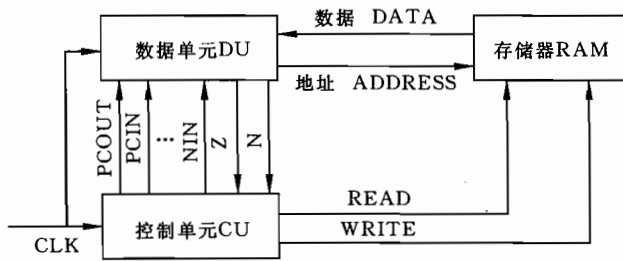 数据 DATA
数据单元DU
存储器RAM
地址 ADDRESS
PCOUT
PCIN
...
NIN
Z
N
READ
控制单元CU
WRITE
CLK